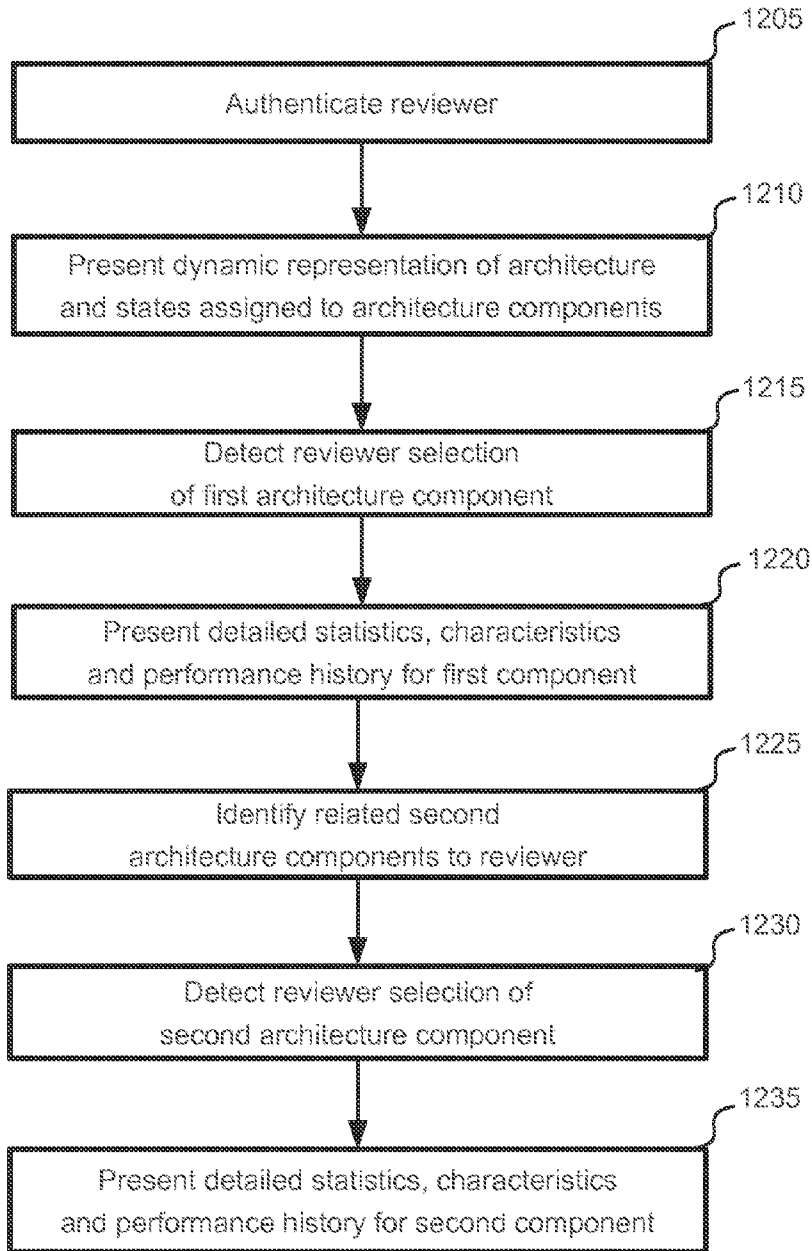 1205
Authenticate reviewer
1210
Present dynamic representation of architecture
and states assigned to architecture components
1215
Detect reviewer selection
of first architecture component
1220
Present detailed statistics, characteristics
and performance history for first component
1225
Identify related second
architecture components to reviewer
1230
Detect reviewer selection of
second architecture component
1235
Present detailed statistics, characteristics
and performance history for second component